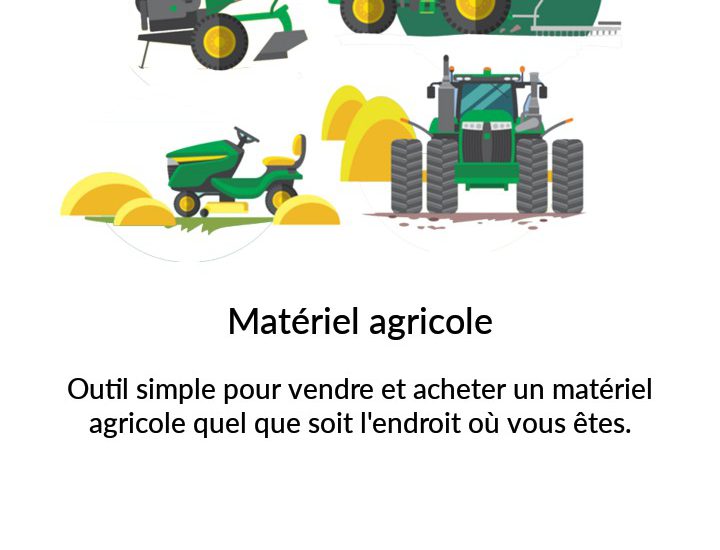 Matériel agricole
Outil simple pour vendre et acheter un matériel
agricole quel que soit l'endroit où vous êtes.